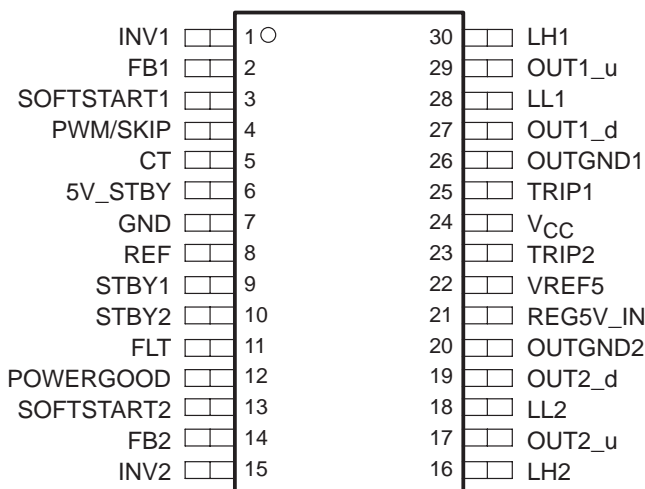 INV1 1 30 LH1
FB1 2 29 OUT1_u
SOFTSTART1 3 28 LL1
PWM/SKIP 4 27 OUT1_d
CT 5 26 OUTGND1
5V_STBY 6 25 TRIP1
GND 7 24 VCC
REF 8 23 TRIP2
STBY1 9 22 VREF5
STBY2 10 21 REG5V_IN
FLT 11 20 OUTGND2
POWERGOOD 12 19 OUT2_d
SOFTSTART2 13 18 LL2
FB2 14 17 OUT2_u
INV2 15 16 LH2